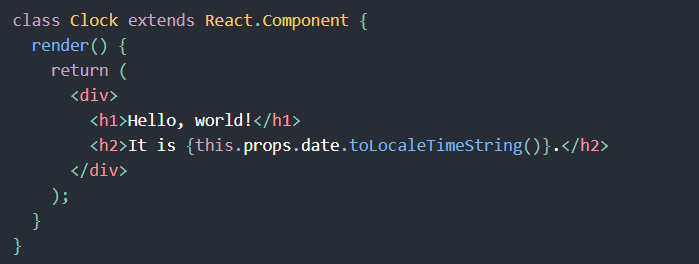 class Clock extends React.Component {
  render() {
    return (
      <div>
        <h1>Hello, world!</h1>
        <h2>It is {this.props.date.toLocaleTimeString()}.</h2>
      </div>
    );
  }
}